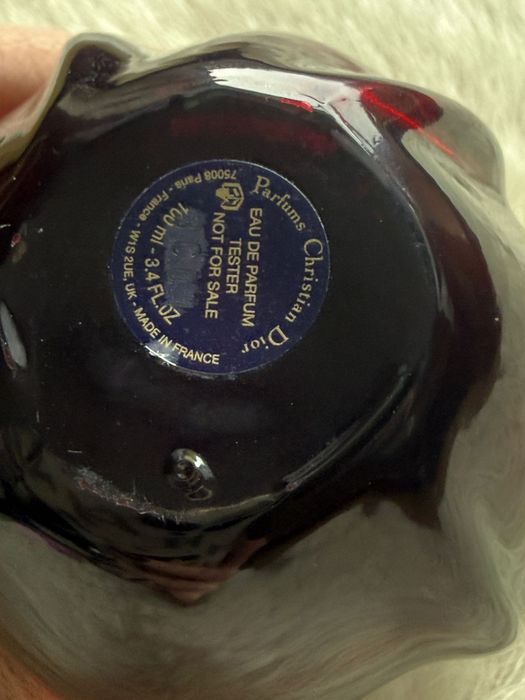 Parfums Christian Dior
EAU DE PARFUM
TESTER
NOT FOR SALE
100 ml - 3.4 FL.OZ
75008 Paris - France - W1S 2UE, UK - MADE IN FRANCE